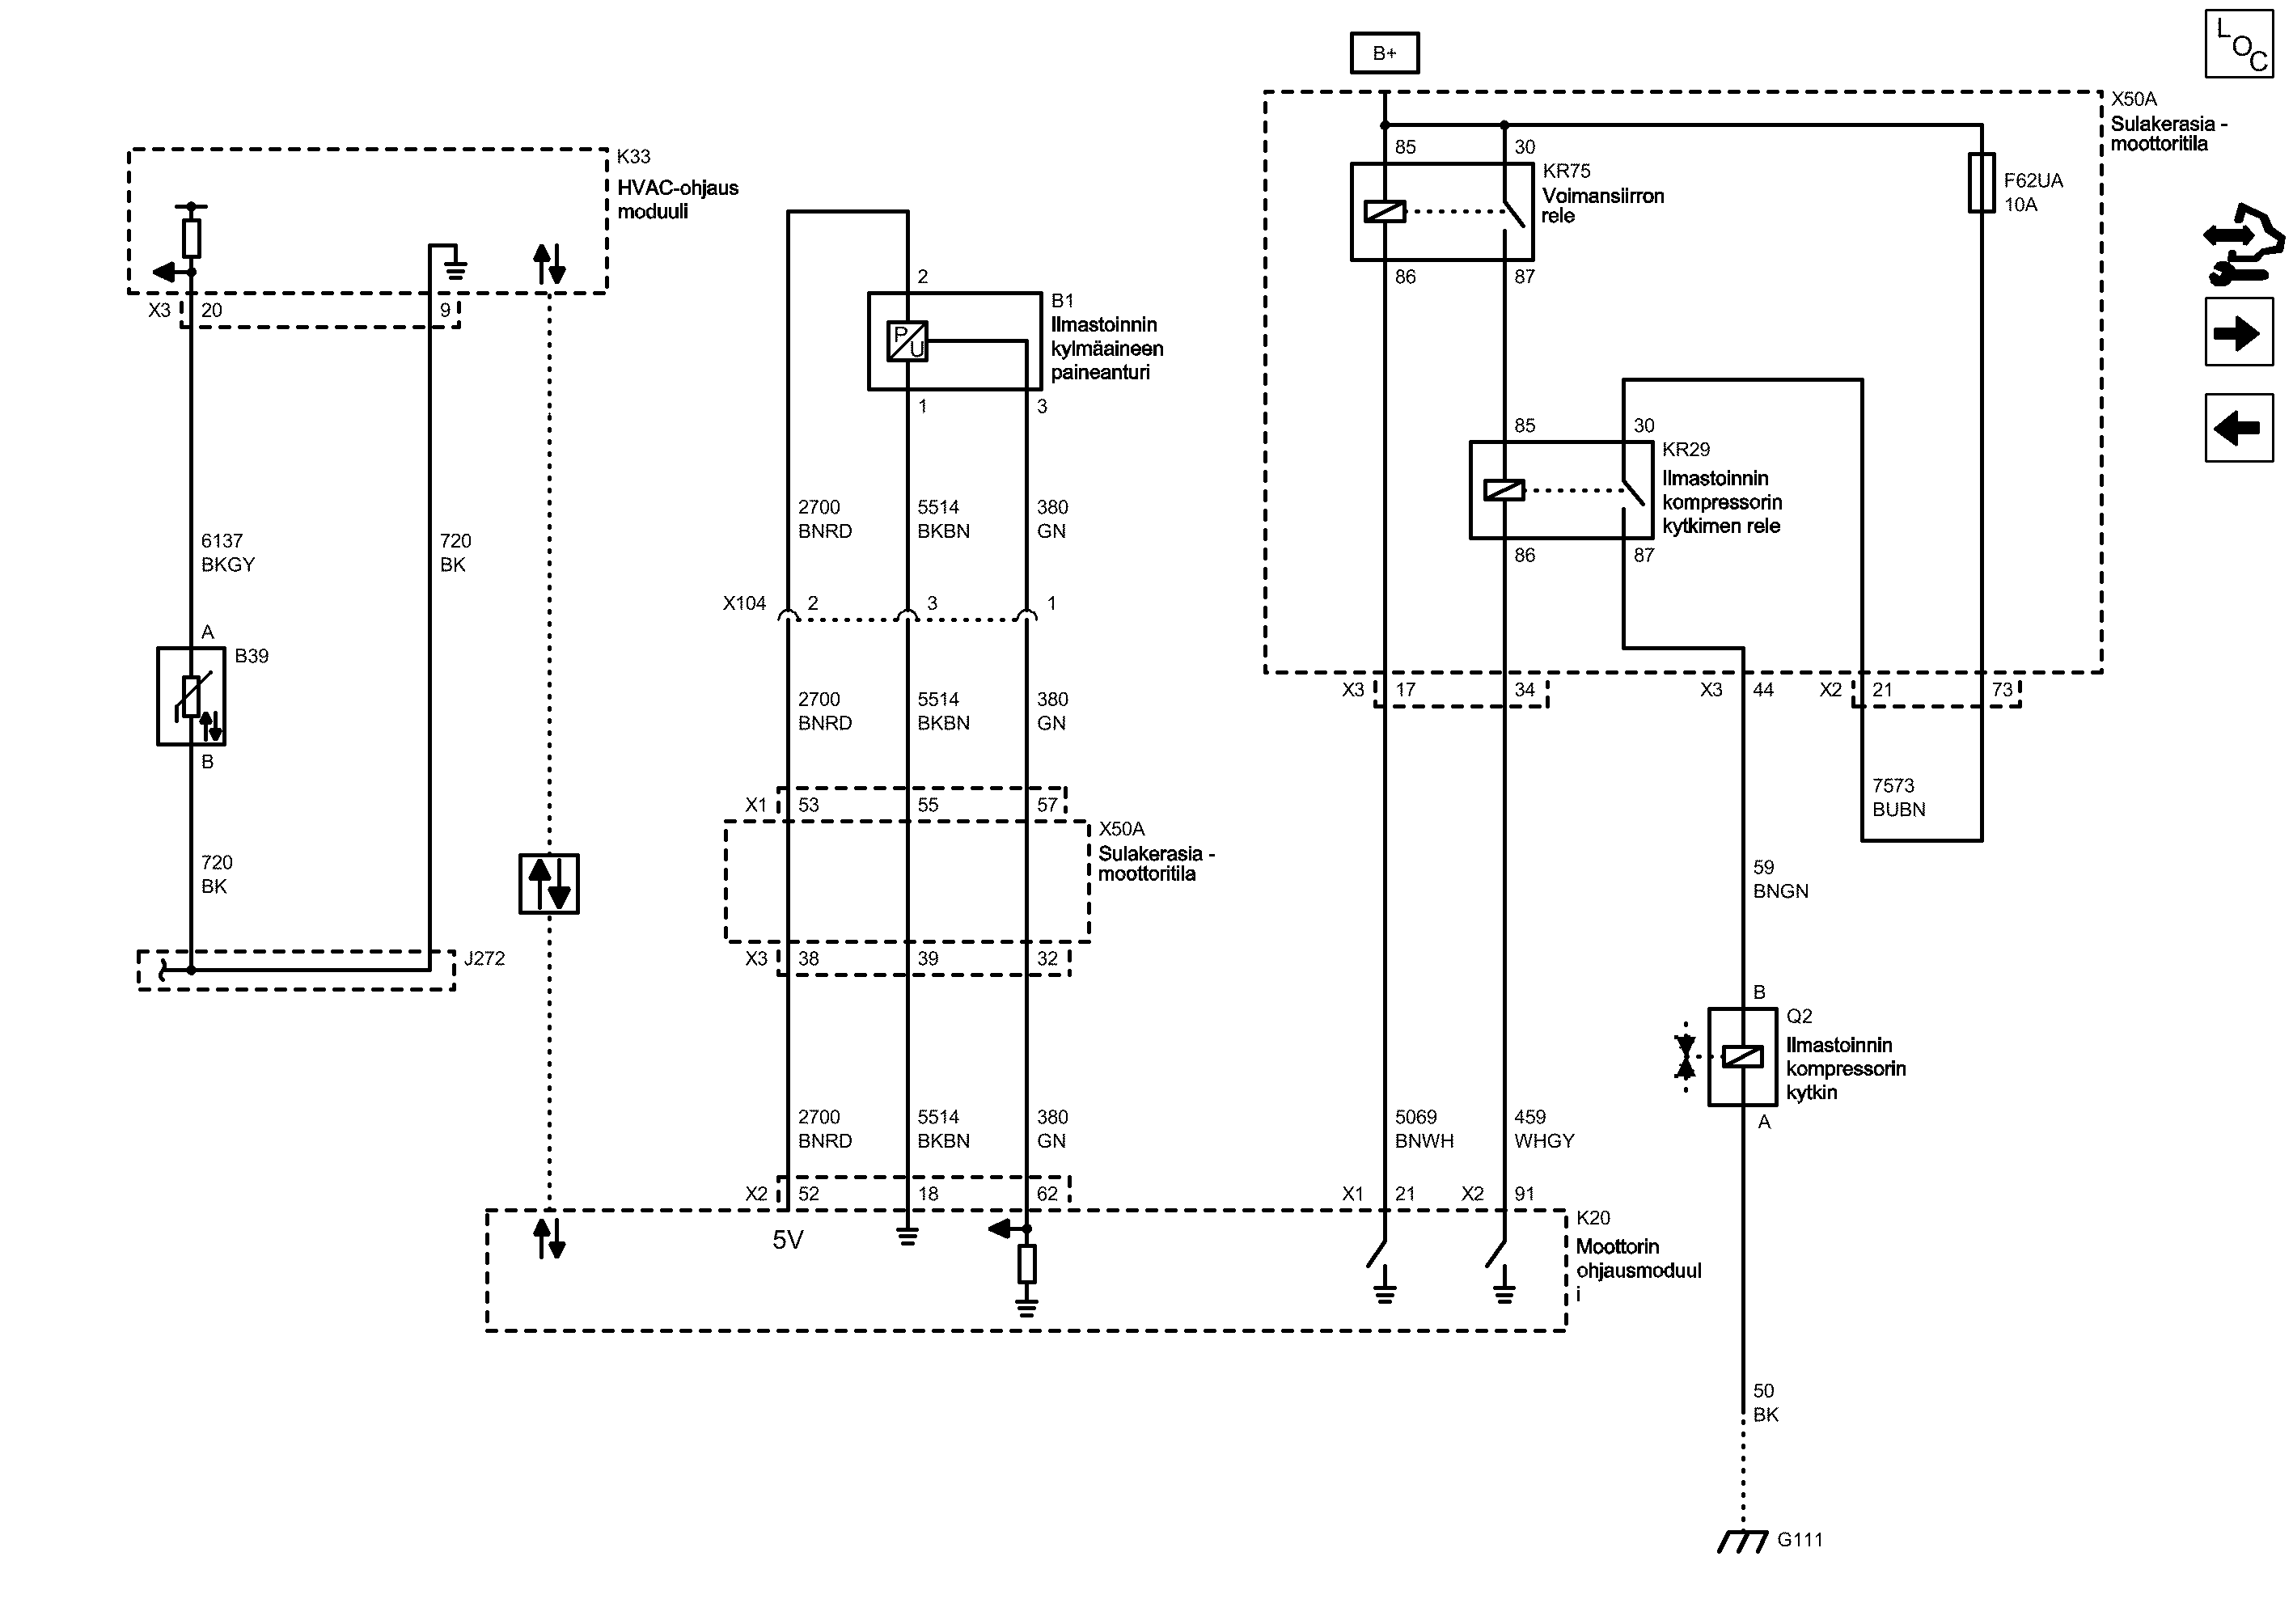 LOC
B+
X50A
Sulakerasia -
moottoritila
85
30
KR75
Voimansiirron
rele
F62UA
10A
86
87
K33
HVAC-ohjaus
moduuli
X3
20
9
2
B1
Ilmastoinnin
kylmäaineen
paineanturi
P
U
1
3
85
30
KR29
Ilmastoinnin
kompressorin
kytkimen rele
86
87
2700
BNRD
5514
BKBN
380
GN
6137
BKGY
720
BK
X104
2
3
1
A
B39
B
2700
BNRD
5514
BKBN
380
GN
X3
17
34
X3
44
X2
21
73
7573
BUBN
X1
53
55
57
X50A
Sulakerasia -
moottoritila
720
BK
59
BNGN
X3
38
39
32
J272
B
Q2
Ilmastoinnin
kompressorin
kytkin
A
2700
BNRD
5514
BKBN
380
GN
5069
BNWH
459
WHGY
X2
52
18
62
X1
21
X2
91
5V
K20
Moottorin
ohjausmoduul
i
50
BK
G111